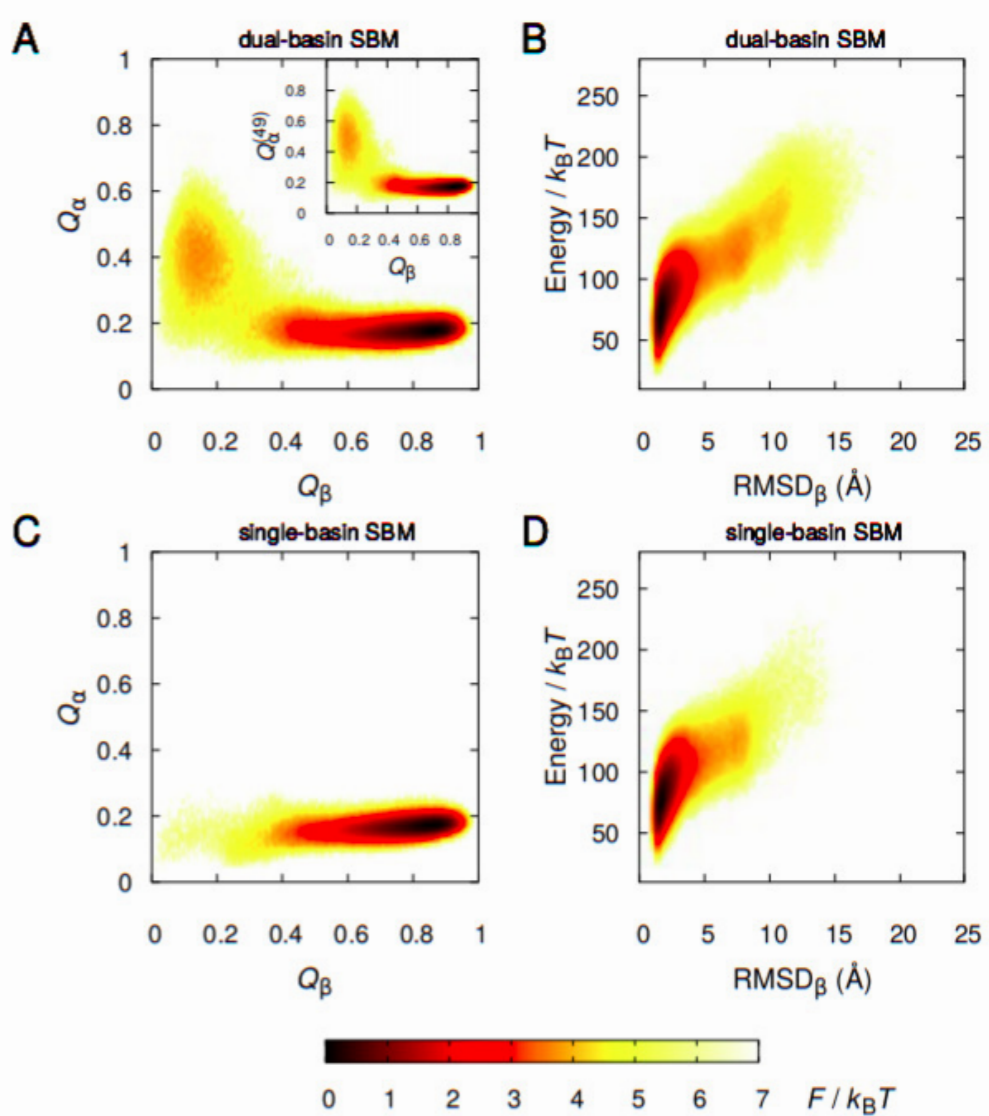 A dual-basin SBM
1
0.8
0.6
0.4
0.2
0
Qα
0 0.2 0.4 0.6 0.8 1
Qβ
0.8
0.6
0.4
0.2
0
Qα(49)
0 0.2 0.4 0.6 0.8
Qβ
B dual-basin SBM
250
200
150
100
50
Energy / kBT
0 5 10 15 20 25
RMSDβ (Å)
C single-basin SBM
1
0.8
0.6
0.4
0.2
0
Qα
0 0.2 0.4 0.6 0.8 1
Qβ
D single-basin SBM
250
200
150
100
50
Energy / kBT
0 5 10 15 20 25
RMSDβ (Å)
0 1 2 3 4 5 6 7 F / kBT